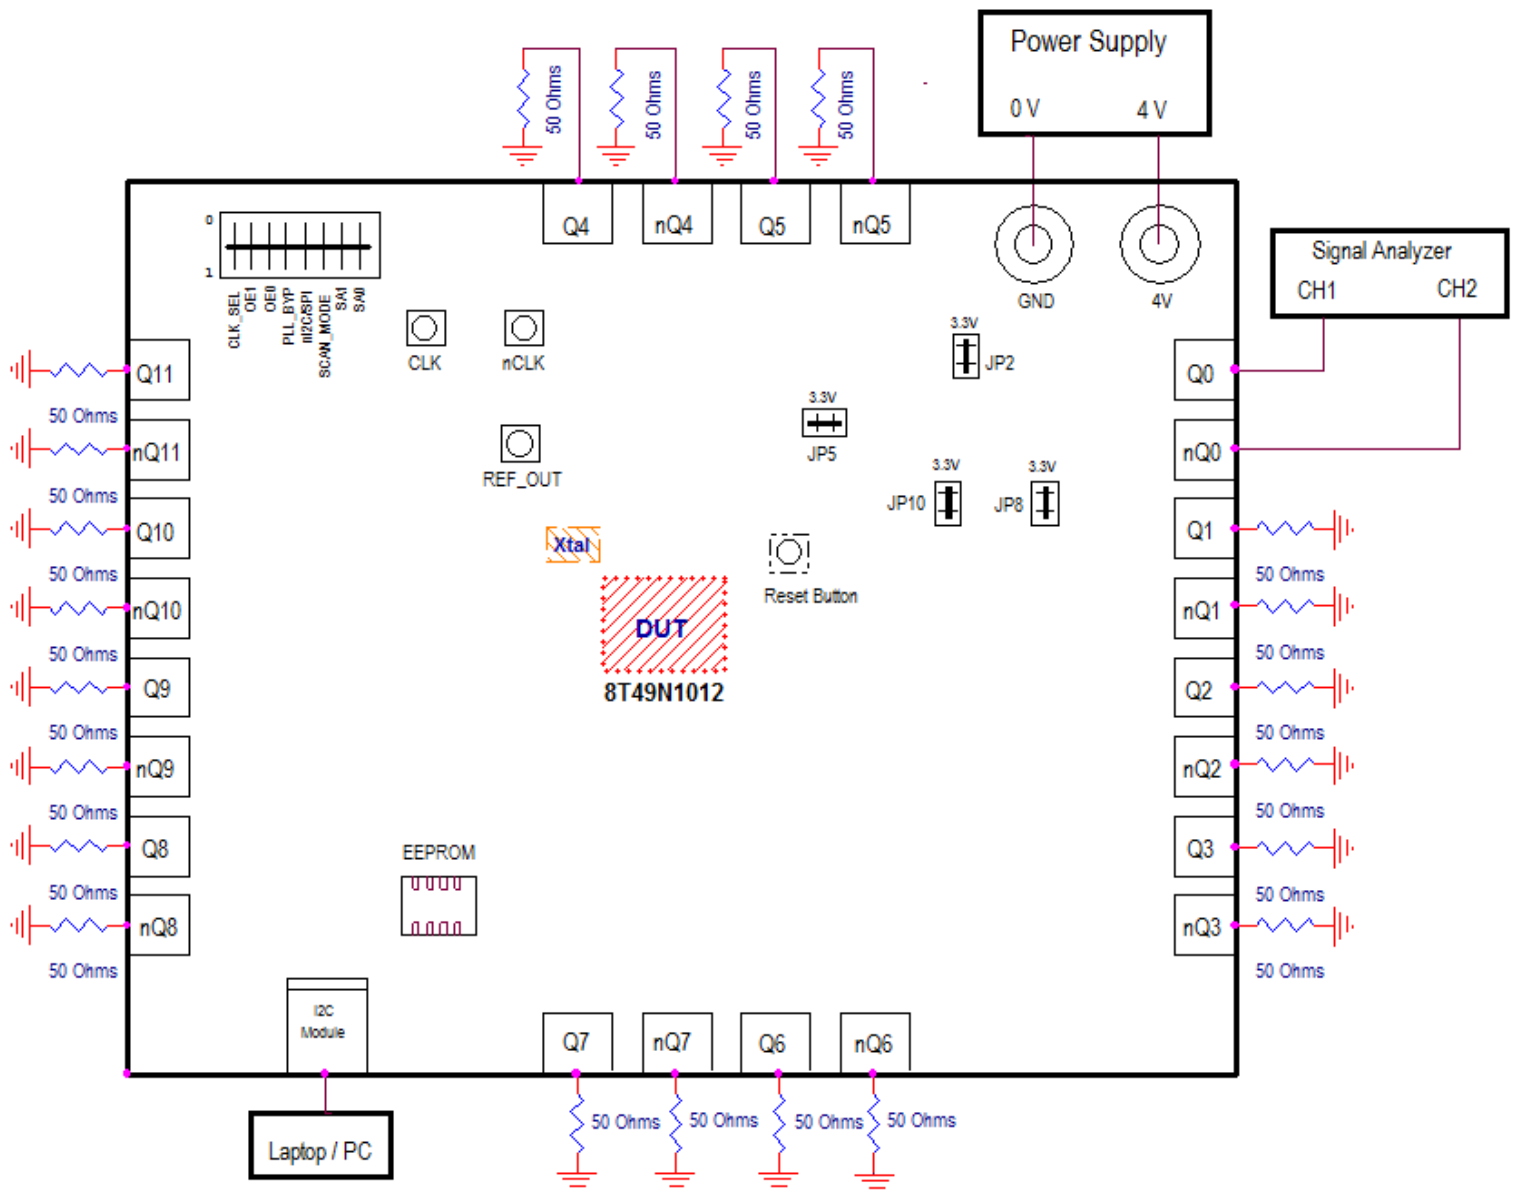 Power Supply
0 V
4 V
50 Ohms
50 Ohms
50 Ohms
50 Ohms
Q4
nQ4
Q5
nQ5
GND
4V
Signal Analyzer
CH1
CH2
0
1
CLK_SEL
OE1
OE0
PLL_BYP
nI2C/SPI
SCAN_MODE
SA1
SA0
CLK
nCLK
REF_OUT
3.3V
JP2
3.3V
JP5
3.3V
JP10
3.3V
JP8
Xtal
Reset Button
DUT
8T49N1012
Q11
50 Ohms
nQ11
50 Ohms
Q10
50 Ohms
nQ10
50 Ohms
Q9
50 Ohms
nQ9
50 Ohms
Q8
50 Ohms
nQ8
50 Ohms
Q0
nQ0
Q1
50 Ohms
nQ1
50 Ohms
Q2
50 Ohms
nQ2
50 Ohms
Q3
50 Ohms
nQ3
50 Ohms
EEPROM
I2C
Module
Q7
nQ7
Q6
nQ6
50 Ohms
50 Ohms
50 Ohms
50 Ohms
Laptop / PC